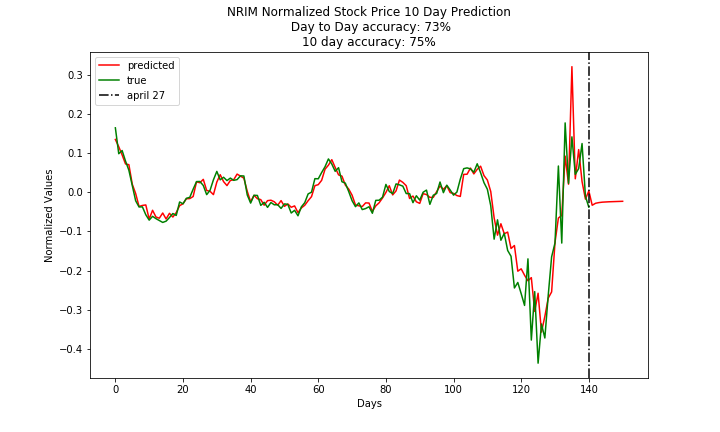 NRIM Normalized Stock Price 10 Day Prediction
Day to Day accuracy: 73%
10 day accuracy: 75%
predicted
true
april 27
Normalized Values
0.3
0.2
0.1
0.0
−0.1
−0.2
−0.3
−0.4
0 20 40 60 80 100 120 140
Days